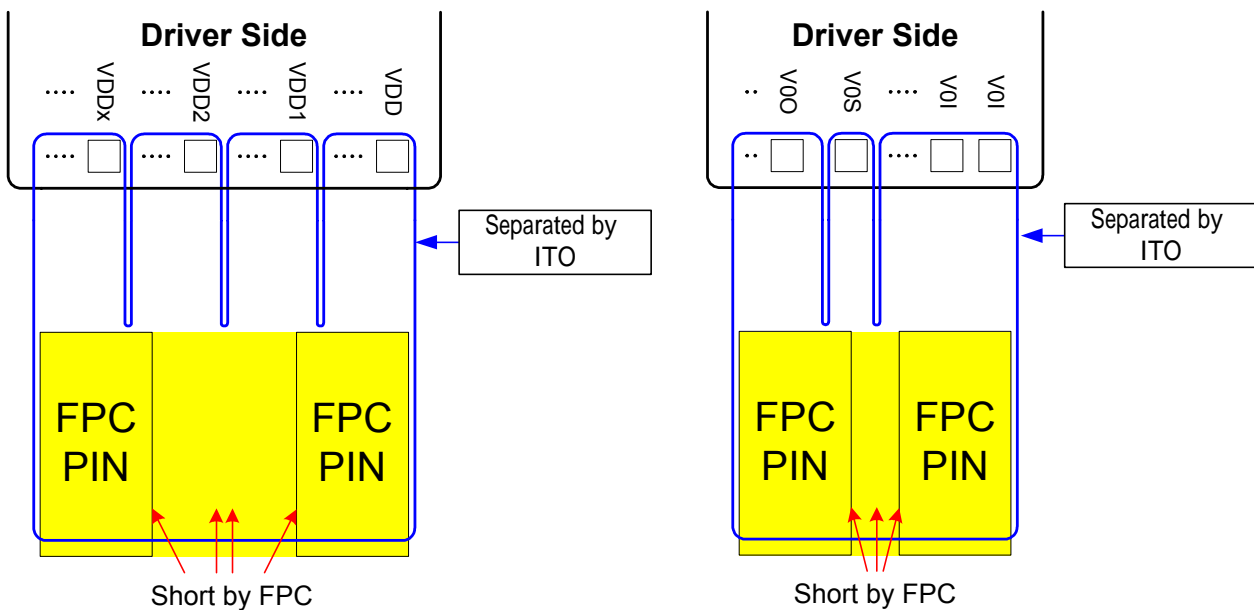 Driver Side
.... VDDx .... VDD2 .... VDD1 .... VDD
.... .... .... ....
Separated by
ITO
FPC
PIN
FPC
PIN
Short by FPC
Driver Side
.. V0O V0S .... V0I V0I
.. ....
Separated by
ITO
FPC
PIN
FPC
PIN
Short by FPC